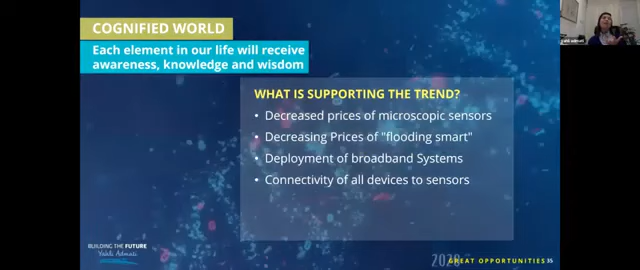 COGNIFIED WORLD
Each element in our life will receive
awareness, knowledge and wisdom
WHAT IS SUPPORTING THE TREND?
• Decreased prices of microscopic sensors
• Decreasing Prices of "flooding smart"
• Deployment of broadband Systems
• Connectivity of all devices to sensors
BUILDING THE FUTURE
Yahli Admati
GREAT OPPORTUNITIES 35